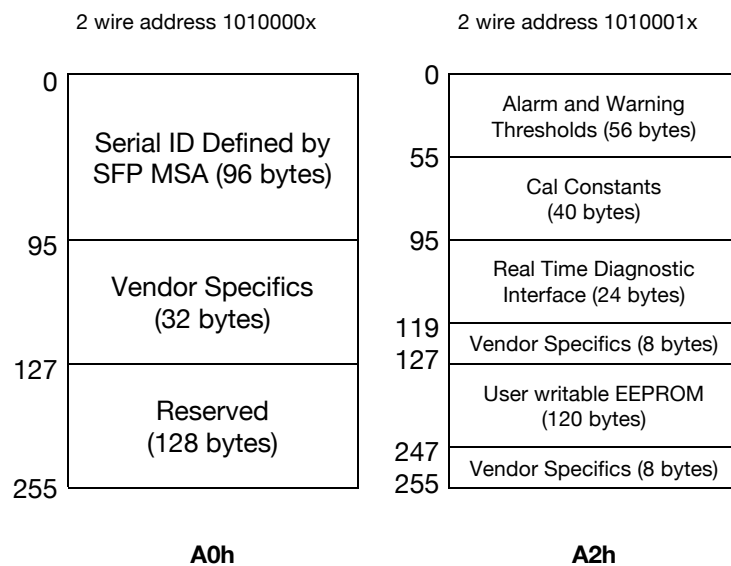 2 wire address 1010000x
0
Serial ID Defined by
SFP MSA (96 bytes)
95
Vendor Specifics
(32 bytes)
127
Reserved
(128 bytes)
255
A0h
2 wire address 1010001x
0
Alarm and Warning
Thresholds (56 bytes)
55
Cal Constants
(40 bytes)
95
Real Time Diagnostic
Interface (24 bytes)
119
Vendor Specifics (8 bytes)
127
User writable EEPROM
(120 bytes)
247
Vendor Specifics (8 bytes)
255
A2h